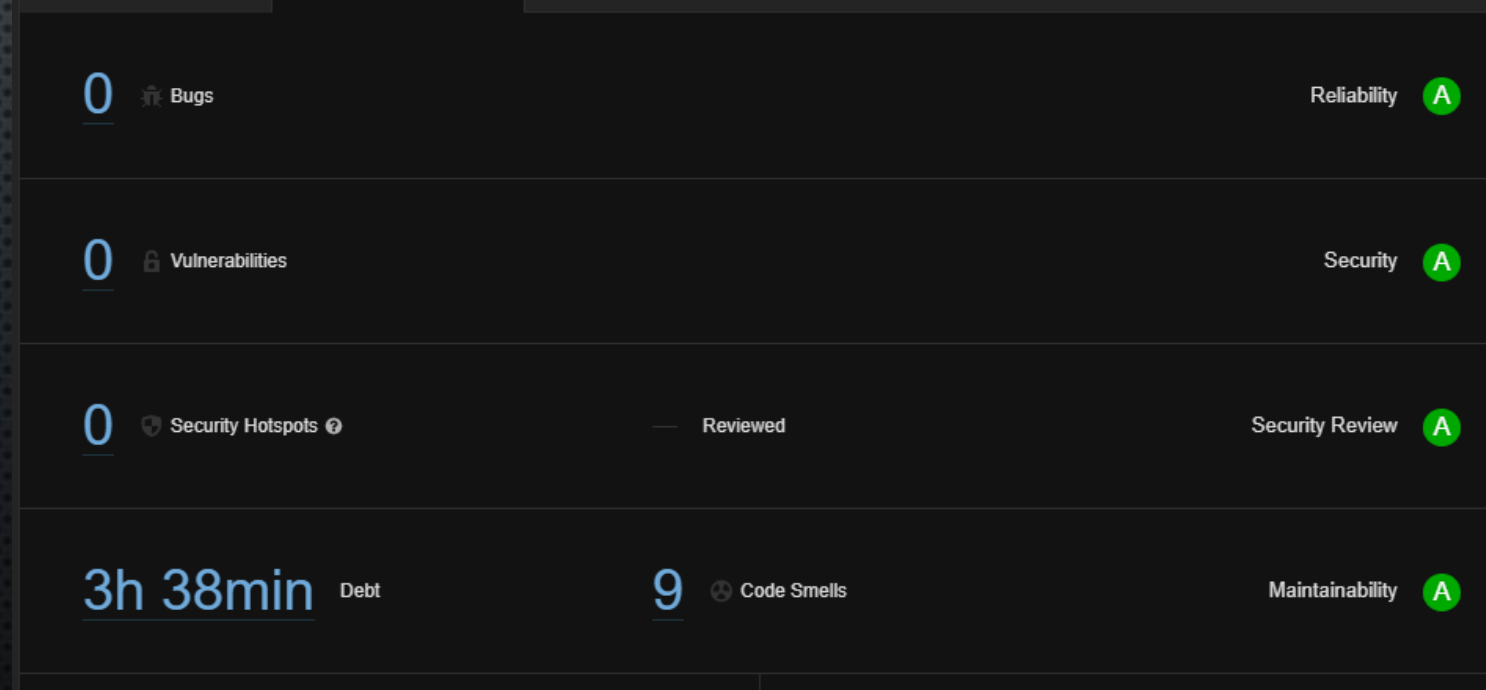 0 Bugs Reliability A
0 Vulnerabilities Security A
0 Security Hotspots ? — Reviewed Security Review A
3h 38min Debt 9 Code Smells Maintainability A